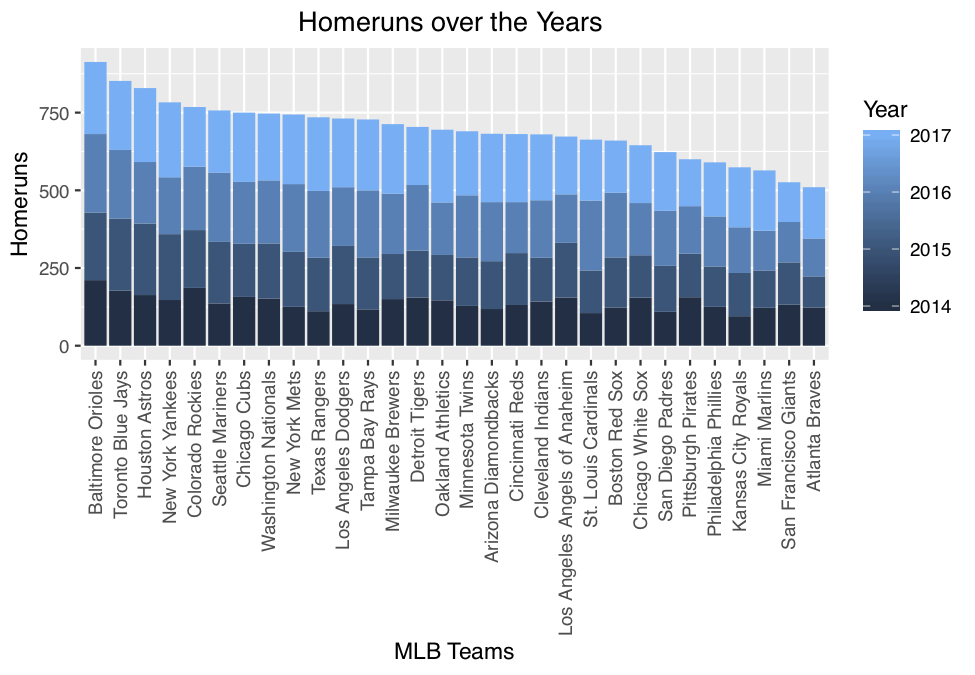 Homeruns over the Years
Homeruns
750
500
250
0
Baltimore Orioles
Toronto Blue Jays
Houston Astros
New York Yankees
Colorado Rockies
Seattle Mariners
Chicago Cubs
Washington Nationals
New York Mets
Texas Rangers
Los Angeles Dodgers
Tampa Bay Rays
Milwaukee Brewers
Detroit Tigers
Oakland Athletics
Minnesota Twins
Arizona Diamondbacks
Cincinnati Reds
Cleveland Indians
Los Angeles Angels of Anaheim
St. Louis Cardinals
Boston Red Sox
Chicago White Sox
San Diego Padres
Pittsburgh Pirates
Philadelphia Phillies
Kansas City Royals
Miami Marlins
San Francisco Giants
Atlanta Braves
MLB Teams
Year
2017
2016
2015
2014